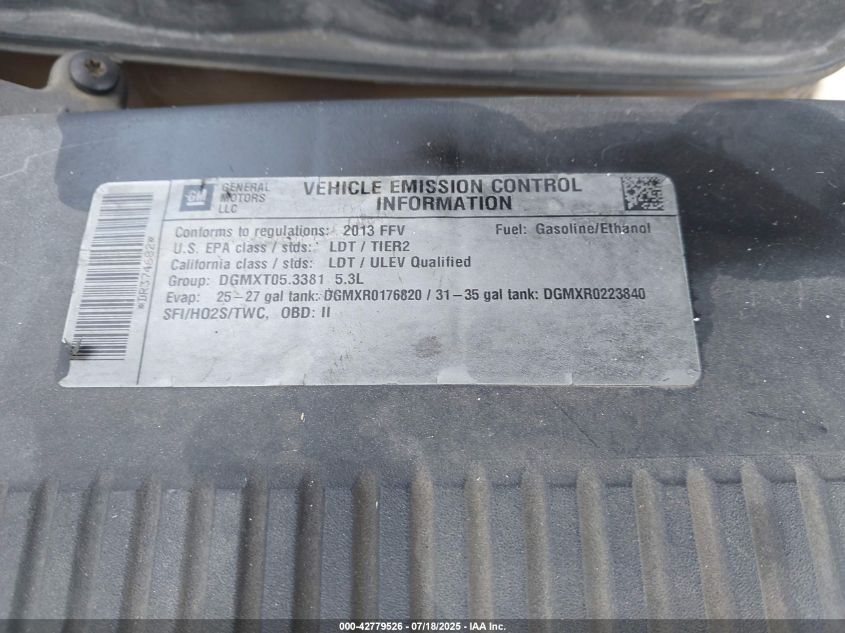 GM
GENERAL
MOTORS
LLC
VEHICLE EMISSION CONTROL
INFORMATION
Conforms to regulations: 2013 FFV Fuel: Gasoline/Ethanol
U.S. EPA class / stds: LDT / TIER2
California class / stds: LDT / ULEV Qualified
Group: DGMXT05.3381 5.3L
Evap: 25-27 gal tank: DGMXR0176820 / 31-35 gal tank: DGMXR0223840
SFI/HO2S/TWC, OBD: II
*DR374682*
000-42779526 - 07/18/2025 - IAA Inc.